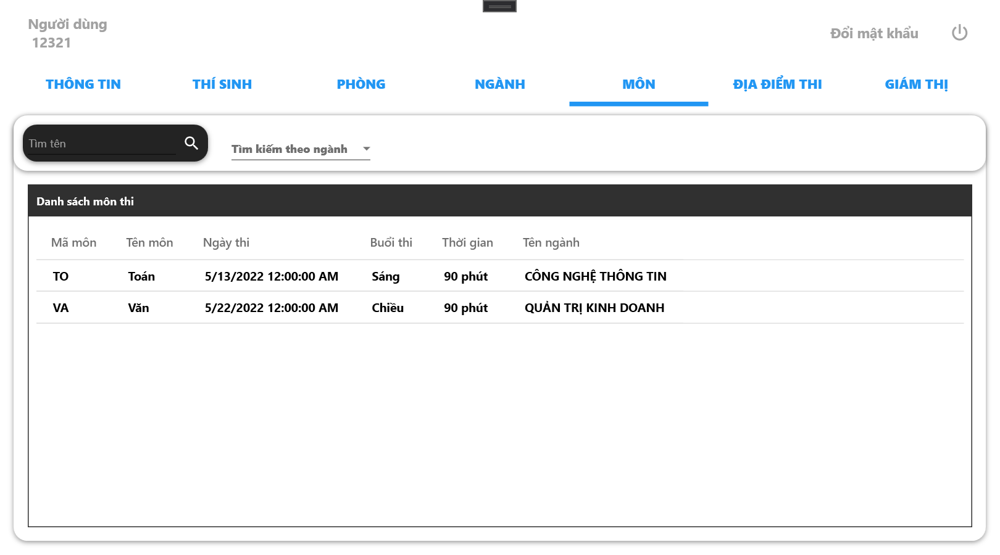 Người dùng
12321
Đổi mật khẩu
THÔNG TIN THÍ SINH PHÒNG NGÀNH MÔN ĐỊA ĐIỂM THI GIÁM THỊ
Tìm tên
Tìm kiếm theo ngành
Danh sách môn thi
Mã môn Tên môn Ngày thi Buổi thi Thời gian Tên ngành
TO Toán 5/13/2022 12:00:00 AM Sáng 90 phút CÔNG NGHỆ THÔNG TIN
VA Văn 5/22/2022 12:00:00 AM Chiều 90 phút QUẢN TRỊ KINH DOANH